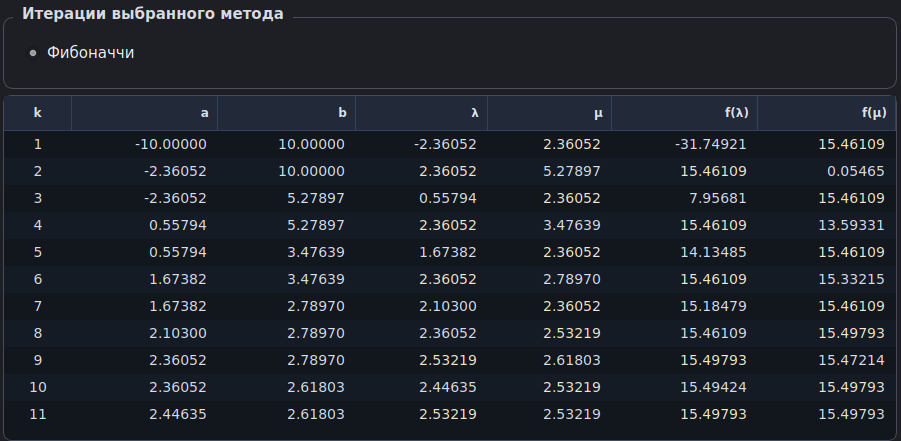 Итерации выбранного метода
Фибоначчи
k a b λ μ f(λ) f(μ)
1 -10.00000 10.00000 -2.36052 2.36052 -31.74921 15.46109
2 -2.36052 10.00000 2.36052 5.27897 15.46109 0.05465
3 -2.36052 5.27897 0.55794 2.36052 7.95681 15.46109
4 0.55794 5.27897 2.36052 3.47639 15.46109 13.59331
5 0.55794 3.47639 1.67382 2.36052 14.13485 15.46109
6 1.67382 3.47639 2.36052 2.78970 15.46109 15.33215
7 1.67382 2.78970 2.10300 2.36052 15.18479 15.46109
8 2.10300 2.78970 2.36052 2.53219 15.46109 15.49793
9 2.36052 2.78970 2.53219 2.61803 15.49793 15.47214
10 2.36052 2.61803 2.44635 2.53219 15.49424 15.49793
11 2.44635 2.61803 2.53219 2.53219 15.49793 15.49793